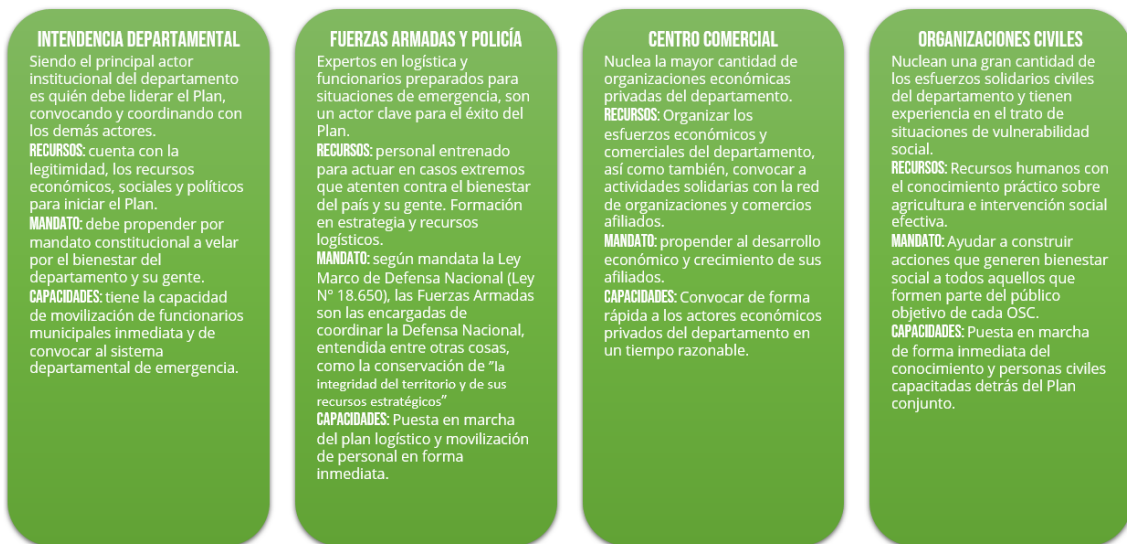 INTENDENCIA DEPARTAMENTAL
Siendo el principal actor
institucional del departamento
es quién debe liderar el Plan,
convocando y coordinando con
los demás actores.
RECURSOS: cuenta con la
legitimidad, los recursos
económicos, sociales y políticos
para iniciar el Plan.
MANDATO: debe propender por
mandato constitucional a velar
por el bienestar del
departamento y su gente.
CAPACIDADES: tiene la capacidad
de movilización de funcionarios
municipales inmediata y de
convocar al sistema
departamental de emergencia.
FUERZAS ARMADAS Y POLICÍA
Expertos en logística y
funcionarios preparados para
situaciones de emergencia, son
un actor clave para el éxito del
Plan.
RECURSOS: personal entrenado
para actuar en casos extremos
que atenten contra el bienestar
del país y su gente. Formación
en estrategia y recursos
logísticos.
MANDATO: según mandata la Ley
Marco de Defensa Nacional (Ley
N° 18.650), las Fuerzas Armadas
son las encargadas de
coordinar la Defensa Nacional,
entendida entre otras cosas,
como la conservación de "la
integridad del territorio y de sus
recursos estratégicos"
CAPACIDADES: Puesta en marcha
del plan logístico y movilización
de personal en forma
inmediata.
CENTRO COMERCIAL
Nuclea la mayor cantidad de
organizaciones económicas
privadas del departamento.
RECURSOS: Organizar los
esfuerzos económicos y
comerciales del departamento,
así como también, convocar a
actividades solidarias con la red
de organizaciones y comercios
afiliados.
MANDATO: propender al desarrollo
económico y crecimiento de sus
afiliados.
CAPACIDADES: Convocar de forma
rápida a los actores económicos
privados del departamento en
un tiempo razonable.
ORGANIZACIONES CIVILES
Nuclean una gran cantidad de
los esfuerzos solidarios civiles
del departamento y tienen
experiencia en el trato de
situaciones de vulnerabilidad
social.
RECURSOS: Recursos humanos con
el conocimiento práctico sobre
agricultura e intervención social
efectiva.
MANDATO: Ayudar a construir
acciones que generen bienestar
social a todos aquellos que
formen parte del público
objetivo de cada OSC.
CAPACIDADES: Puesta en marcha
de forma inmediata del
conocimiento y personas civiles
capacitadas detrás del Plan
conjunto.